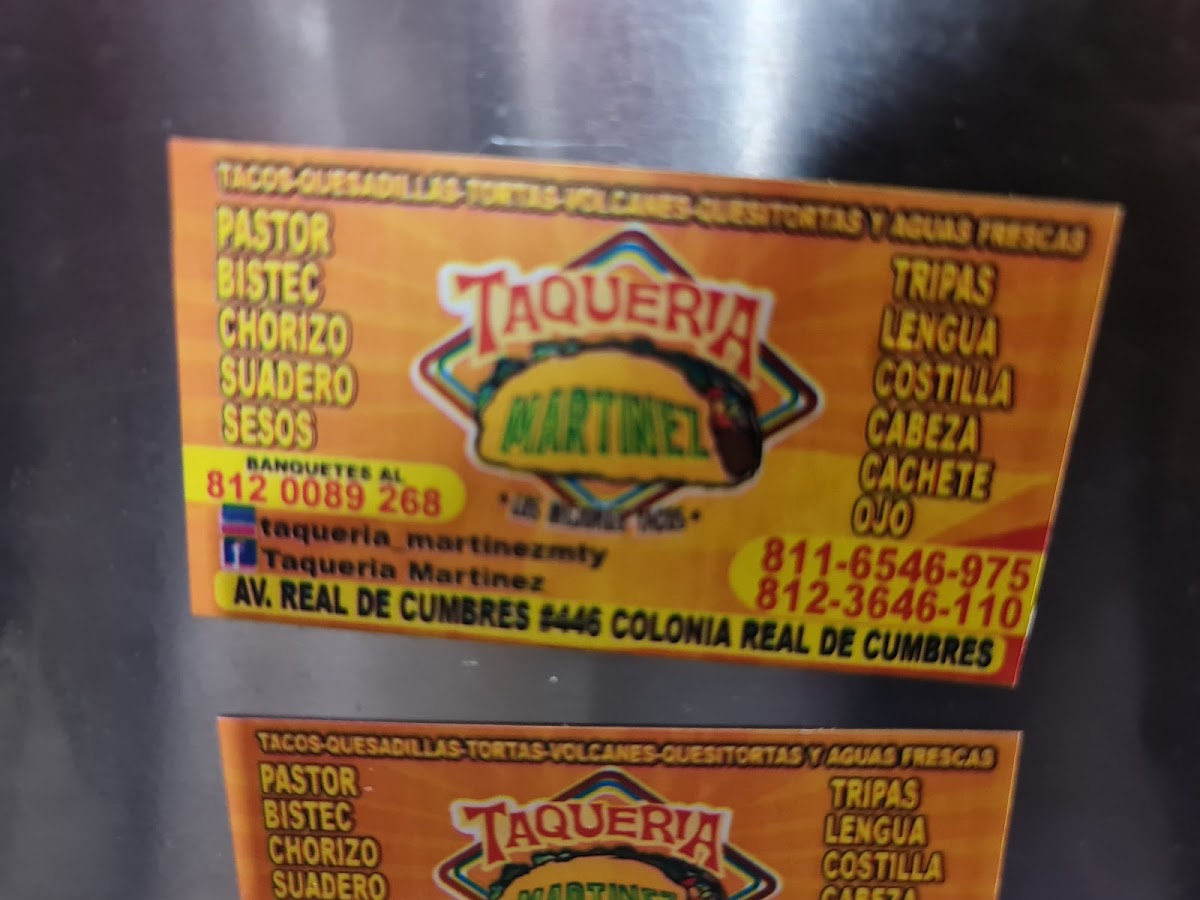 TACOS-QUESADILLAS-TORTAS-VOLCANES-QUESITORTAS Y AGUAS FRESCAS
PASTOR
BISTEC
CHORIZO
SUADERO
SESOS
TAQUERIA
MARTINEZ
TRIPAS
LENGUA
COSTILLA
CABEZA
CACHETE
OJO
BANQUETES AL
812 0089 268
taqueria_martinezmty
Taqueria Martinez
811-6546-975
812-3646-110
AV. REAL DE CUMBRES #446 COLONIA REAL DE CUMBRES
TACOS-QUESADILLAS-TORTAS-VOLCANES-QUESITORTAS Y AGUAS FRESCAS
PASTOR
BISTEC
CHORIZO
SUADERO
TAQUERIA
MARTINEZ
TRIPAS
LENGUA
COSTILLA
CABEZA